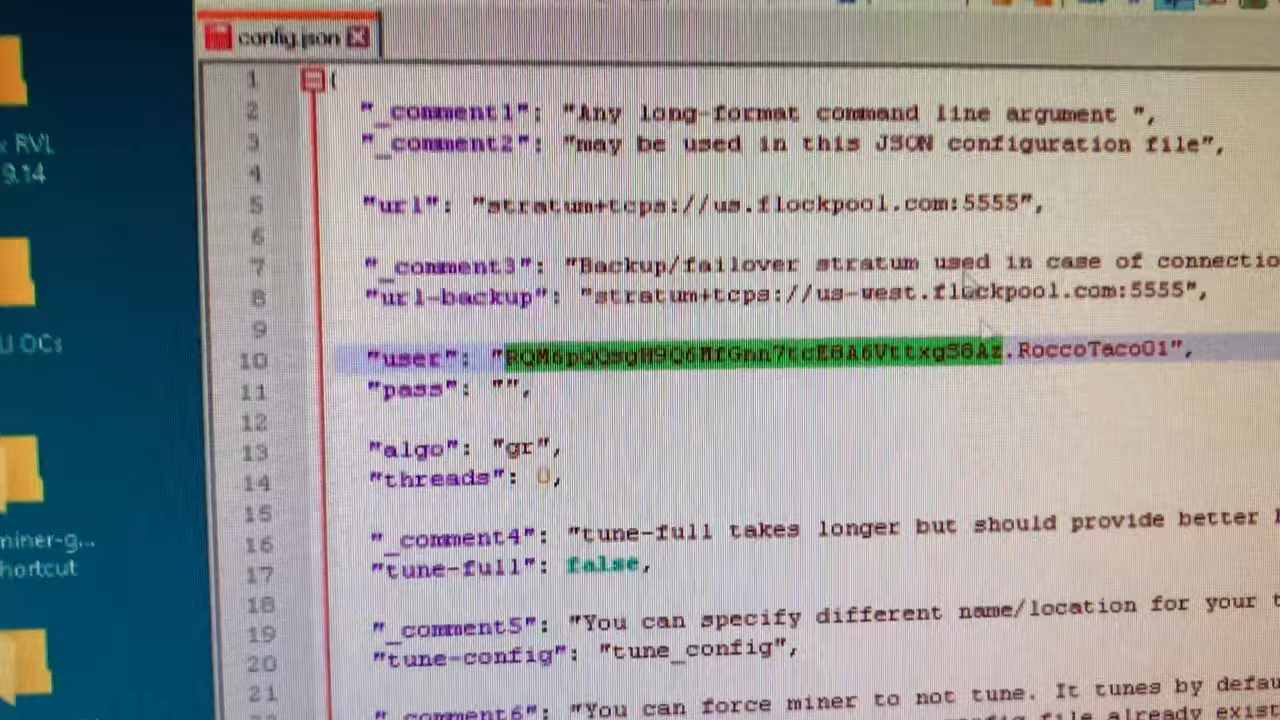 config.json
RVL
9.14
U OCs
miner-g...
hortcut
1 {
2 "_comment1": "Any long-format command line argument ",
3 "_comment2": "may be used in this JSON configuration file",
4
5 "url": "stratum+tcps://us.flockpool.com:5555",
6
7 "_comment3": "Backup/failover stratum used in case of connectio
8 "url-backup": "stratum+tcps://us-west.flockpool.com:5555",
9
10 "user": ".RoccoTaco01",
11 "pass": "",
12
13 "algo": "gr",
14 "threads": 0,
15
16 "_comment4": "tune-full takes longer but should provide better
17 "tune-full": false,
18
19 "_comment5": "You can specify different name/location for your t
20 "tune-config": "tune_config",
21
"_comment6": "You can force miner to not tune. It tunes by defau
file already exist